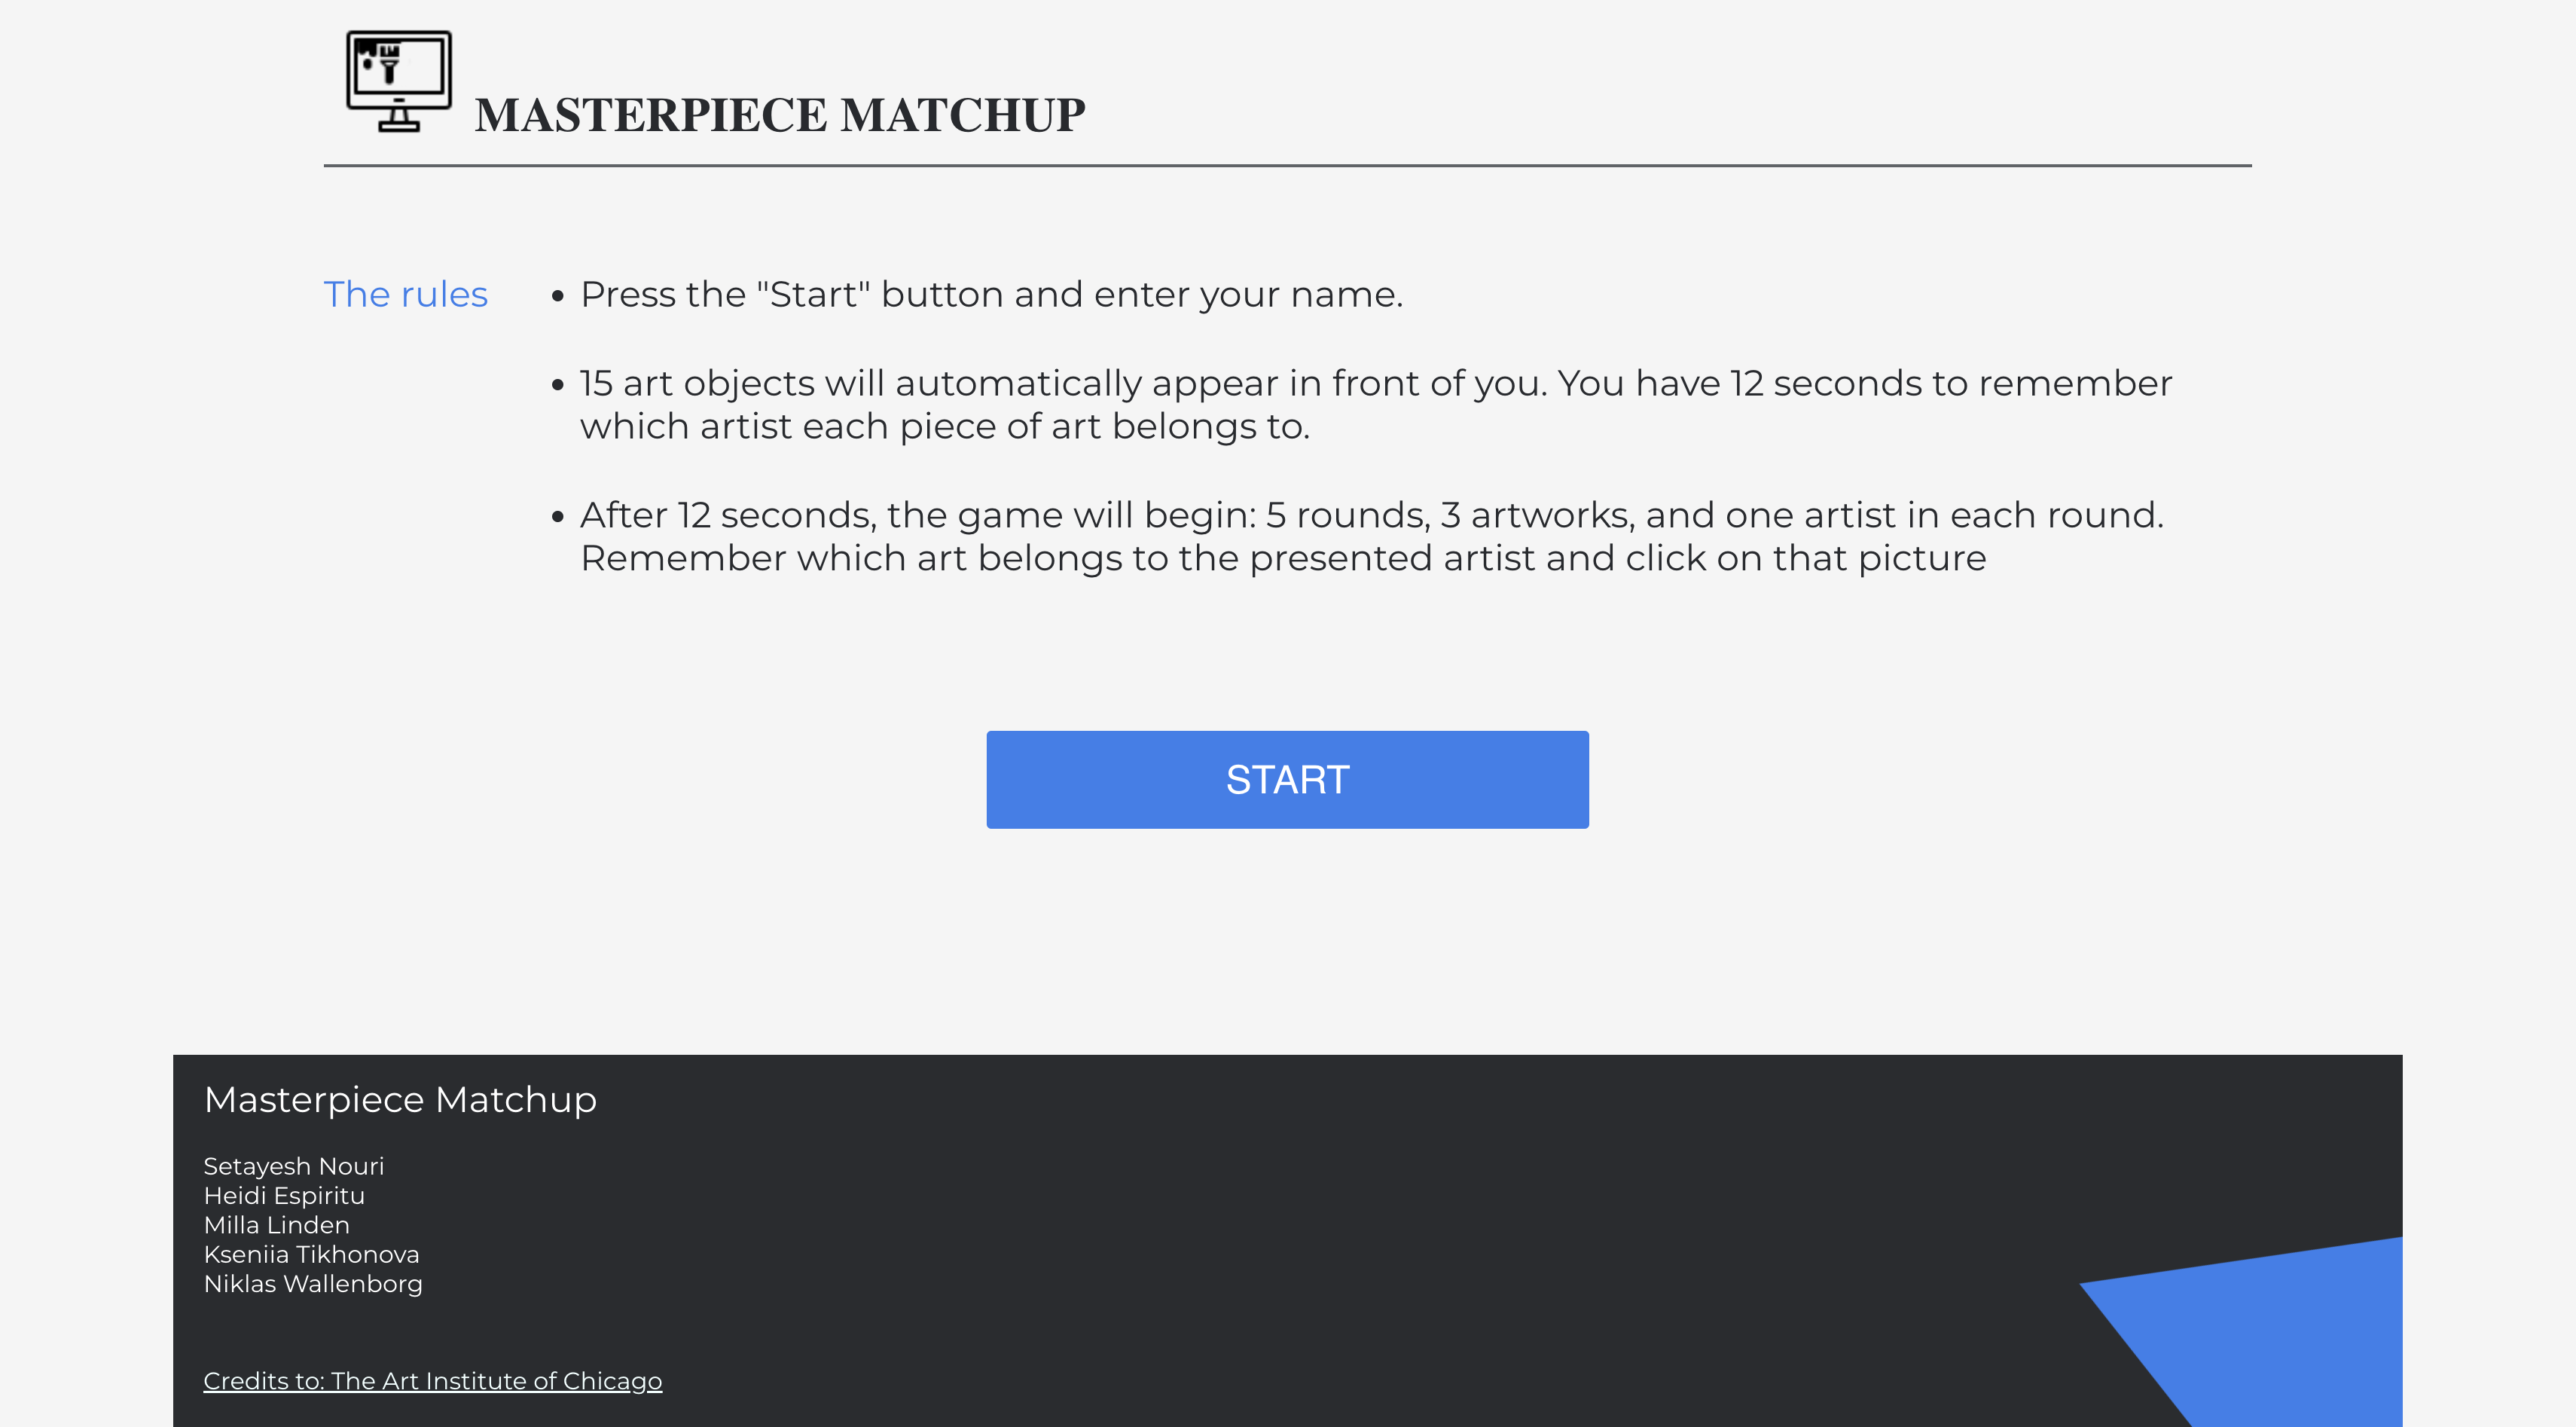 MASTERPIECE MATCHUP
The rules
Press the "Start" button and enter your name.
15 art objects will automatically appear in front of you. You have 12 seconds to remember
which artist each piece of art belongs to.
After 12 seconds, the game will begin: 5 rounds, 3 artworks, and one artist in each round.
Remember which art belongs to the presented artist and click on that picture
START
Masterpiece Matchup
Setayesh Nouri
Heidi Espiritu
Milla Linden
Kseniia Tikhonova
Niklas Wallenborg
Credits to: The Art Institute of Chicago